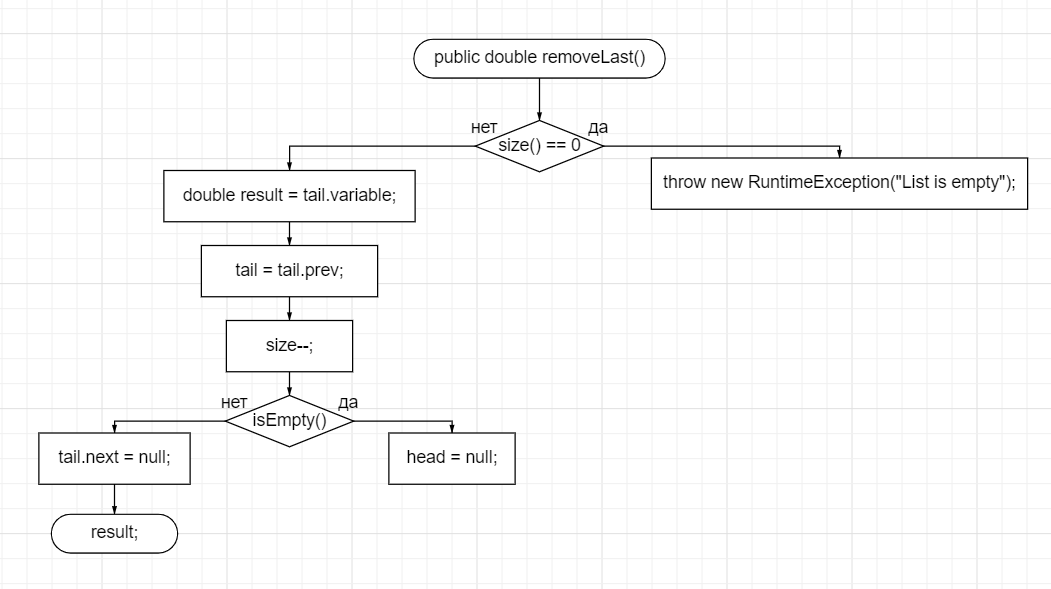 public double removeLast()
нет
да
size() == 0
double result = tail.variable;
throw new RuntimeException("List is empty");
tail = tail.prev;
size--;
нет
да
isEmpty()
tail.next = null;
head = null;
result;